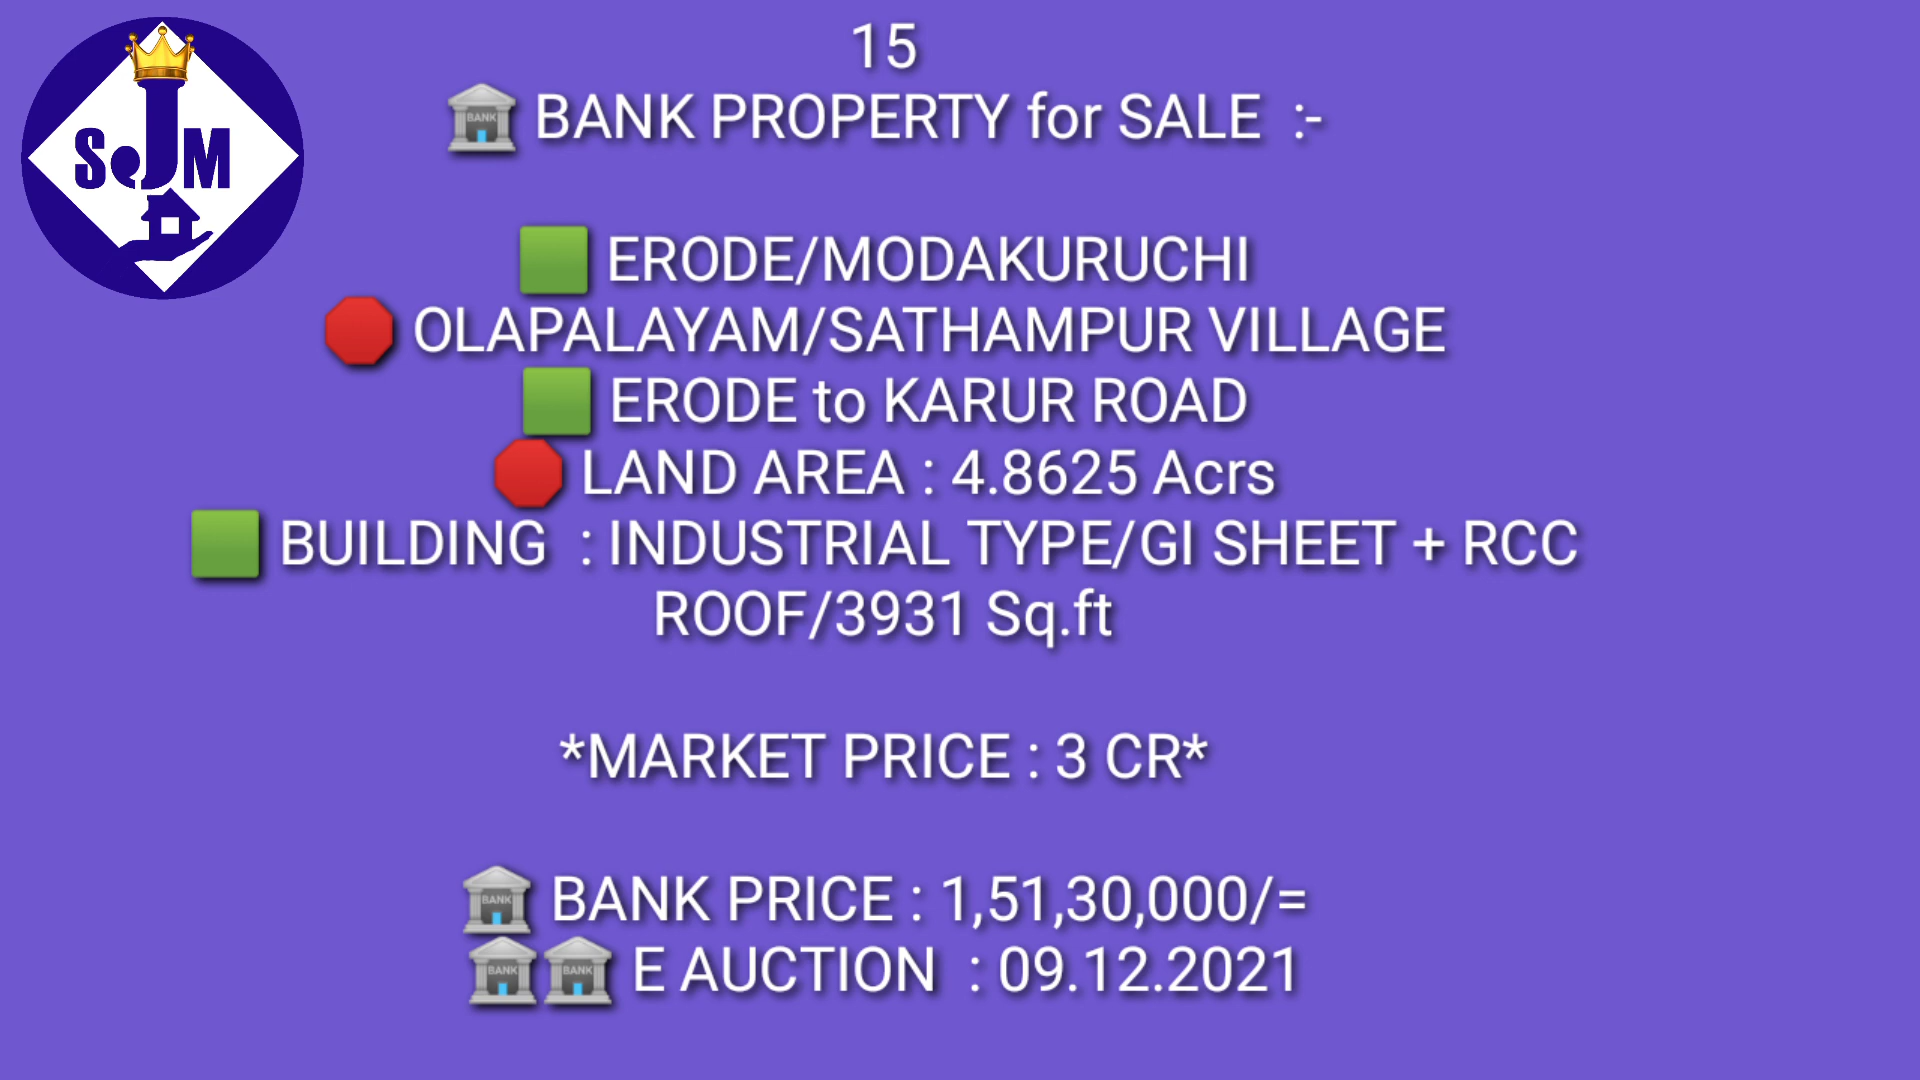 SeJM
15
🏦 BANK PROPERTY for SALE :-
🟩 ERODE/MODAKURUCHI
🛑 OLAPALAYAM/SATHAMPUR VILLAGE
🟩 ERODE to KARUR ROAD
🛑 LAND AREA : 4.8625 Acrs
🟩 BUILDING : INDUSTRIAL TYPE/GI SHEET + RCC
ROOF/3931 Sq.ft
*MARKET PRICE : 3 CR*
🏦 BANK PRICE : 1,51,30,000/=
🏦🏦 E AUCTION : 09.12.2021